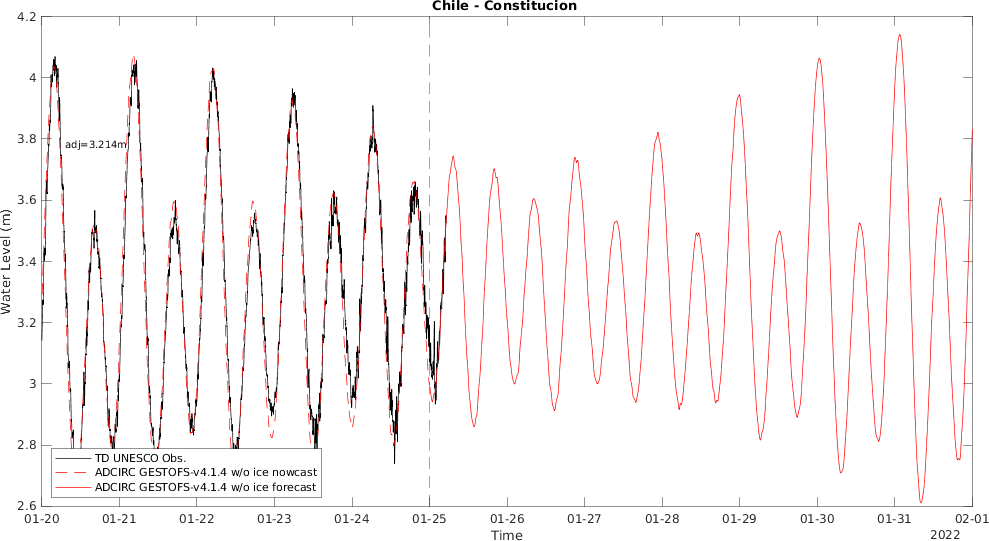 Chile - Constitucion
Water Level (m)
4.2
4
3.8
3.6
3.4
3.2
3
2.8
2.6
adj=3.214m
TD UNESCO Obs.
ADCIRC GESTOFS-v4.1.4 w/o ice nowcast
ADCIRC GESTOFS-v4.1.4 w/o ice forecast
01-20 01-21 01-22 01-23 01-24 01-25 01-26 01-27 01-28 01-29 01-30 01-31 02-01
Time
2022